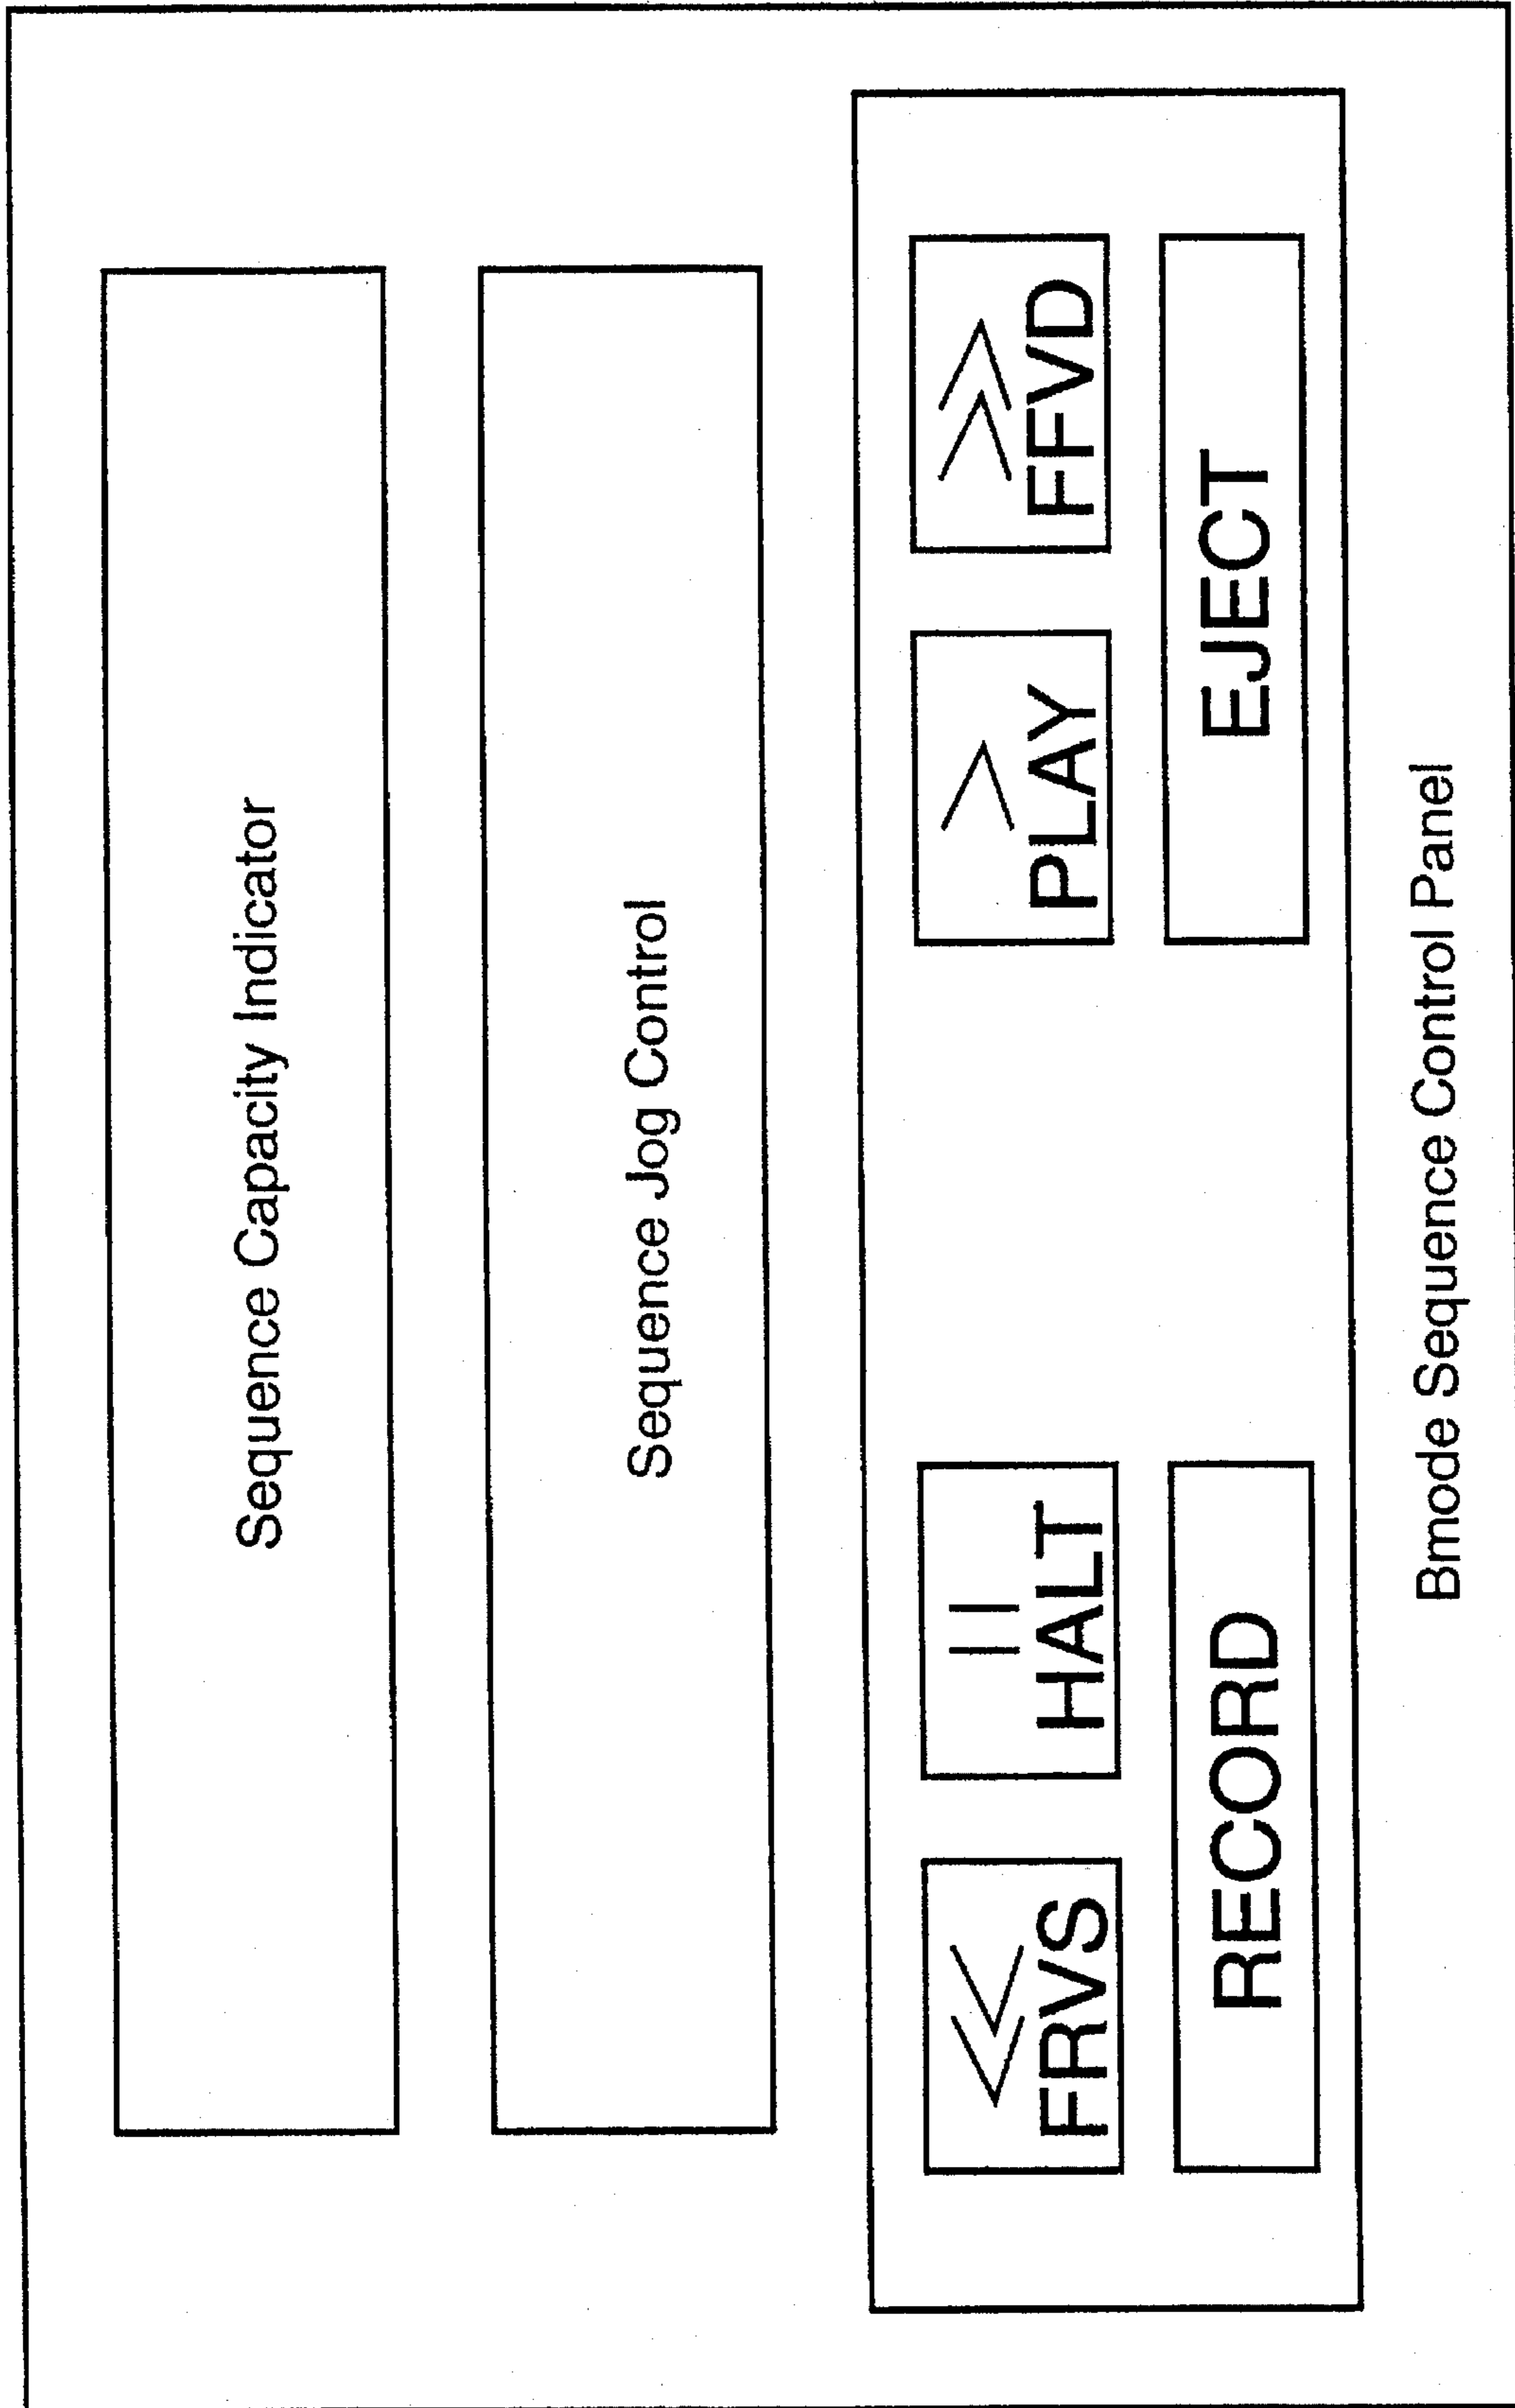 Sequence Capacity Indicator
Sequence Jog Control
<< || > >>
FRVS HALT PLAY FFVD
RECORD EJECT
Bmode Sequence Control Panel